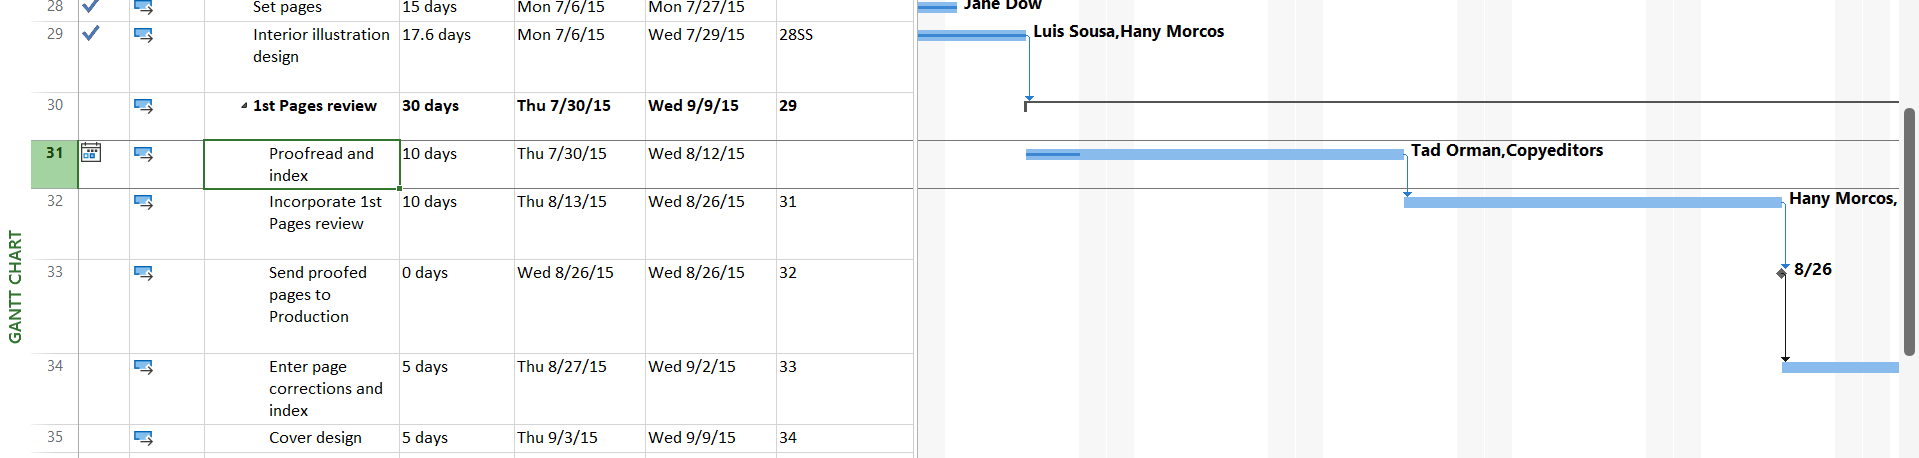 28 Set pages 15 days Mon 7/6/15 Mon 7/27/15 Jane Dow
29 Interior illustration 17.6 days Mon 7/6/15 Wed 7/29/15 28SS Luis Sousa,Hany Morcos
design
30 1st Pages review 30 days Thu 7/30/15 Wed 9/9/15 29
31 Proofread and 10 days Thu 7/30/15 Wed 8/12/15 Tad Orman,Copyeditors
index
32 Incorporate 1st 10 days Thu 8/13/15 Wed 8/26/15 31 Hany Morcos,
Pages review
33 Send proofed 0 days Wed 8/26/15 Wed 8/26/15 32 8/26
pages to
Production
34 Enter page 5 days Thu 8/27/15 Wed 9/2/15 33
corrections and
index
35 Cover design 5 days Thu 9/3/15 Wed 9/9/15 34
GANTT CHART